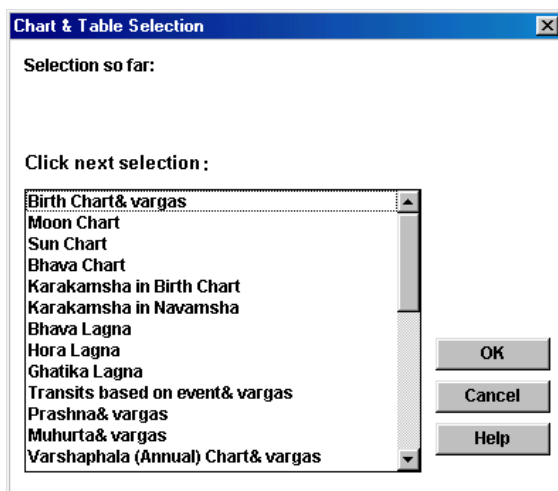 Chart & Table Selection
Selection so far:
Click next selection :
Birth Chart& vargas
Moon Chart
Sun Chart
Bhava Chart
Karakamsha in Birth Chart
Karakamsha in Navamsha
Bhava Lagna
Hora Lagna
Ghatika Lagna
Transits based on event& vargas
Prashna& vargas
Muhurta& vargas
Varshaphala (Annual) Chart& vargas
OK
Cancel
Help